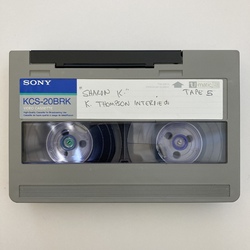 SONY
KCS-20BRK
"SHARON K."
K THOMSON INTERVIEW
TAPE 5